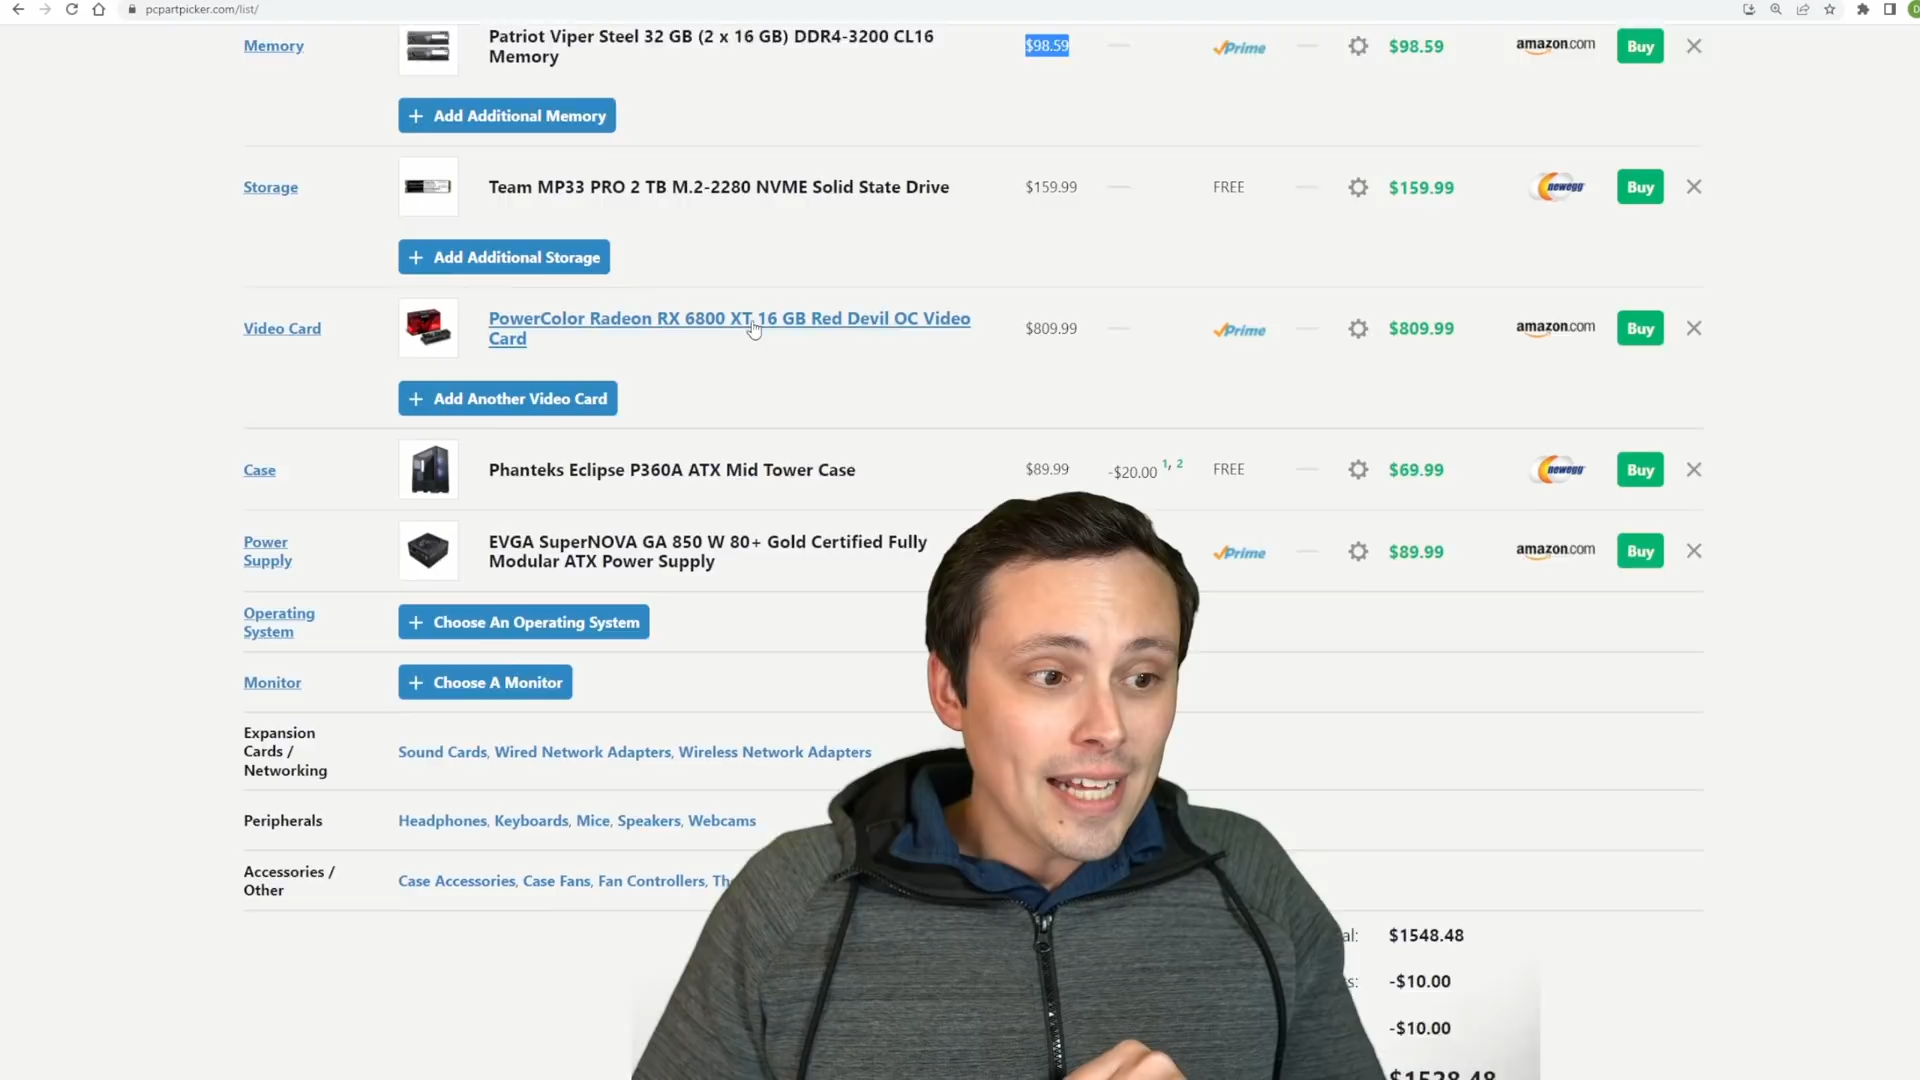 pcpartpicker.com/list/
Memory
Patriot Viper Steel 32 GB (2 x 16 GB) DDR4-3200 CL16
Memory
$98.59
Prime
$98.59
amazon.com
Buy
+ Add Additional Memory
Storage
Team MP33 PRO 2 TB M.2-2280 NVME Solid State Drive
$159.99
FREE
$159.99
newegg
Buy
+ Add Additional Storage
Video Card
PowerColor Radeon RX 6800 XT 16 GB Red Devil OC Video
Card
$809.99
Prime
$809.99
amazon.com
Buy
+ Add Another Video Card
Case
Phanteks Eclipse P360A ATX Mid Tower Case
$89.99
-$20.00 1, 2
FREE
$69.99
newegg
Buy
Power
Supply
EVGA SuperNOVA GA 850 W 80+ Gold Certified Fully
Modular ATX Power Supply
Prime
$89.99
amazon.com
Buy
Operating
System
+ Choose An Operating System
Monitor
+ Choose A Monitor
Expansion
Cards /
Networking
Sound Cards, Wired Network Adapters, Wireless Network Adapters
Peripherals
Headphones, Keyboards, Mice, Speakers, Webcams
Accessories /
Other
Case Accessories, Case Fans, Fan Controllers,
$1548.48
-$10.00
-$10.00
$1528.48